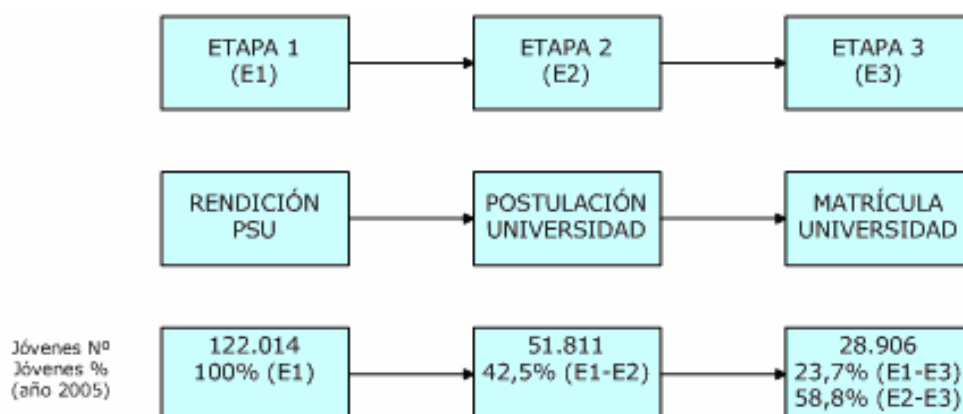 ETAPA 1
(E1)
ETAPA 2
(E2)
ETAPA 3
(E3)
RENDICIÓN
PSU
POSTULACIÓN
UNIVERSIDAD
MATRÍCULA
UNIVERSIDAD
Jóvenes Nº
Jóvenes %
(año 2005)
122.014
100% (E1)
51.811
42,5% (E1-E2)
28.906
23,7% (E1-E3)
58,8% (E2-E3)